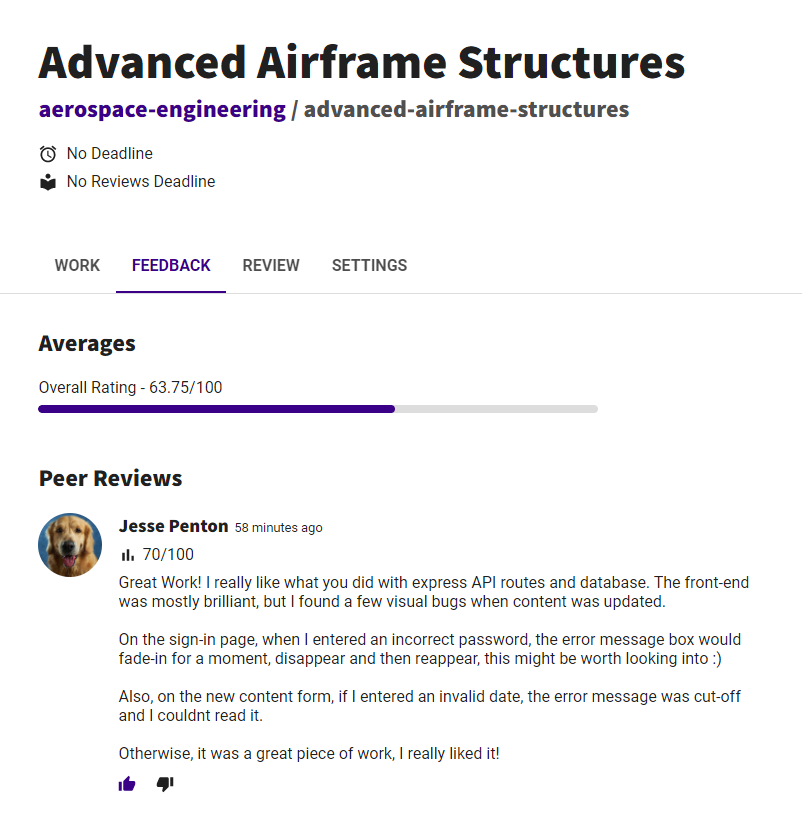 Advanced Airframe Structures
aerospace-engineering / advanced-airframe-structures
No Deadline
No Reviews Deadline
WORK FEEDBACK REVIEW SETTINGS
Averages
Overall Rating - 63.75/100
Peer Reviews
Jesse Penton 58 minutes ago
70/100
Great Work! I really like what you did with express API routes and database. The front-end
was mostly brilliant, but I found a few visual bugs when content was updated.
On the sign-in page, when I entered an incorrect password, the error message box would
fade-in for a moment, disappear and then reappear, this might be worth looking into :)
Also, on the new content form, if I entered an invalid date, the error message was cut-off
and I couldnt read it.
Otherwise, it was a great piece of work, I really liked it!